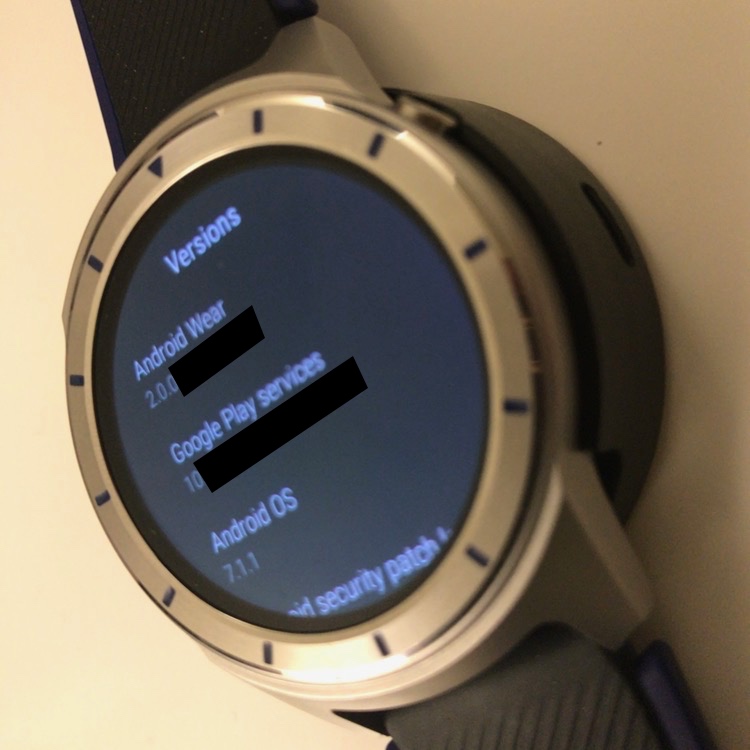 Versions
Android Wear
2.0.0
Google Play services
10
Android OS
7.1.1
security patch